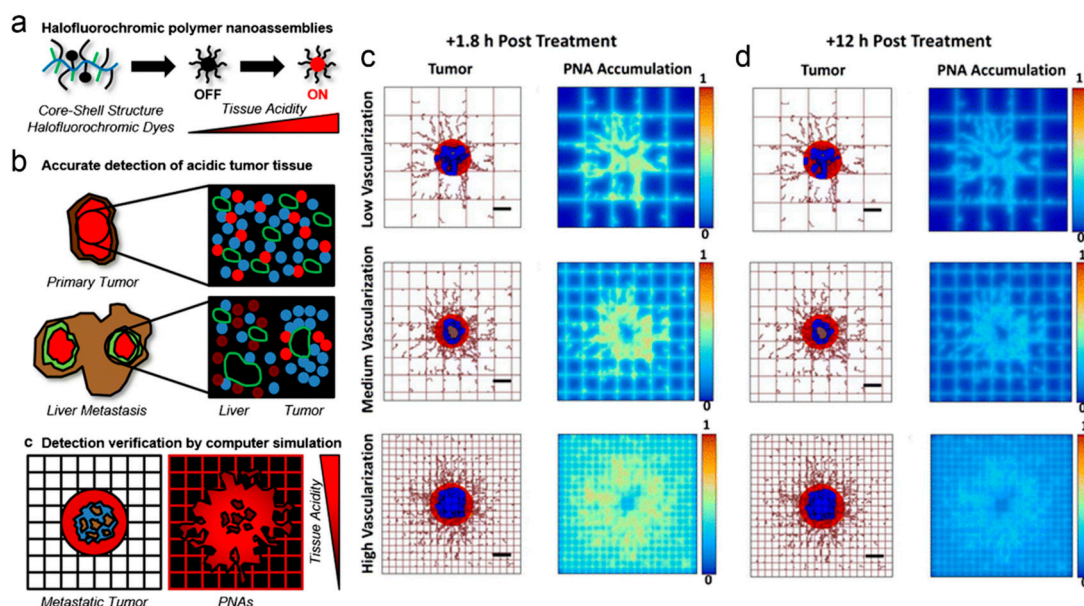 a
Halofluorochromic polymer nanoassemblies
OFF
ON
Core-Shell Structure
Halofluorochromic Dyes
Tissue Acidity
b
Accurate detection of acidic tumor tissue
Primary Tumor
Liver Metastasis
Liver
Tumor
c
Detection verification by computer simulation
Metastatic Tumor
PNAs
Tissue Acidity
c
+1.8 h Post Treatment
Tumor
PNA Accumulation
Low Vascularization
1
0
Medium Vascularization
1
0
High Vascularization
1
0
d
+12 h Post Treatment
Tumor
PNA Accumulation
1
0
1
0
1
0